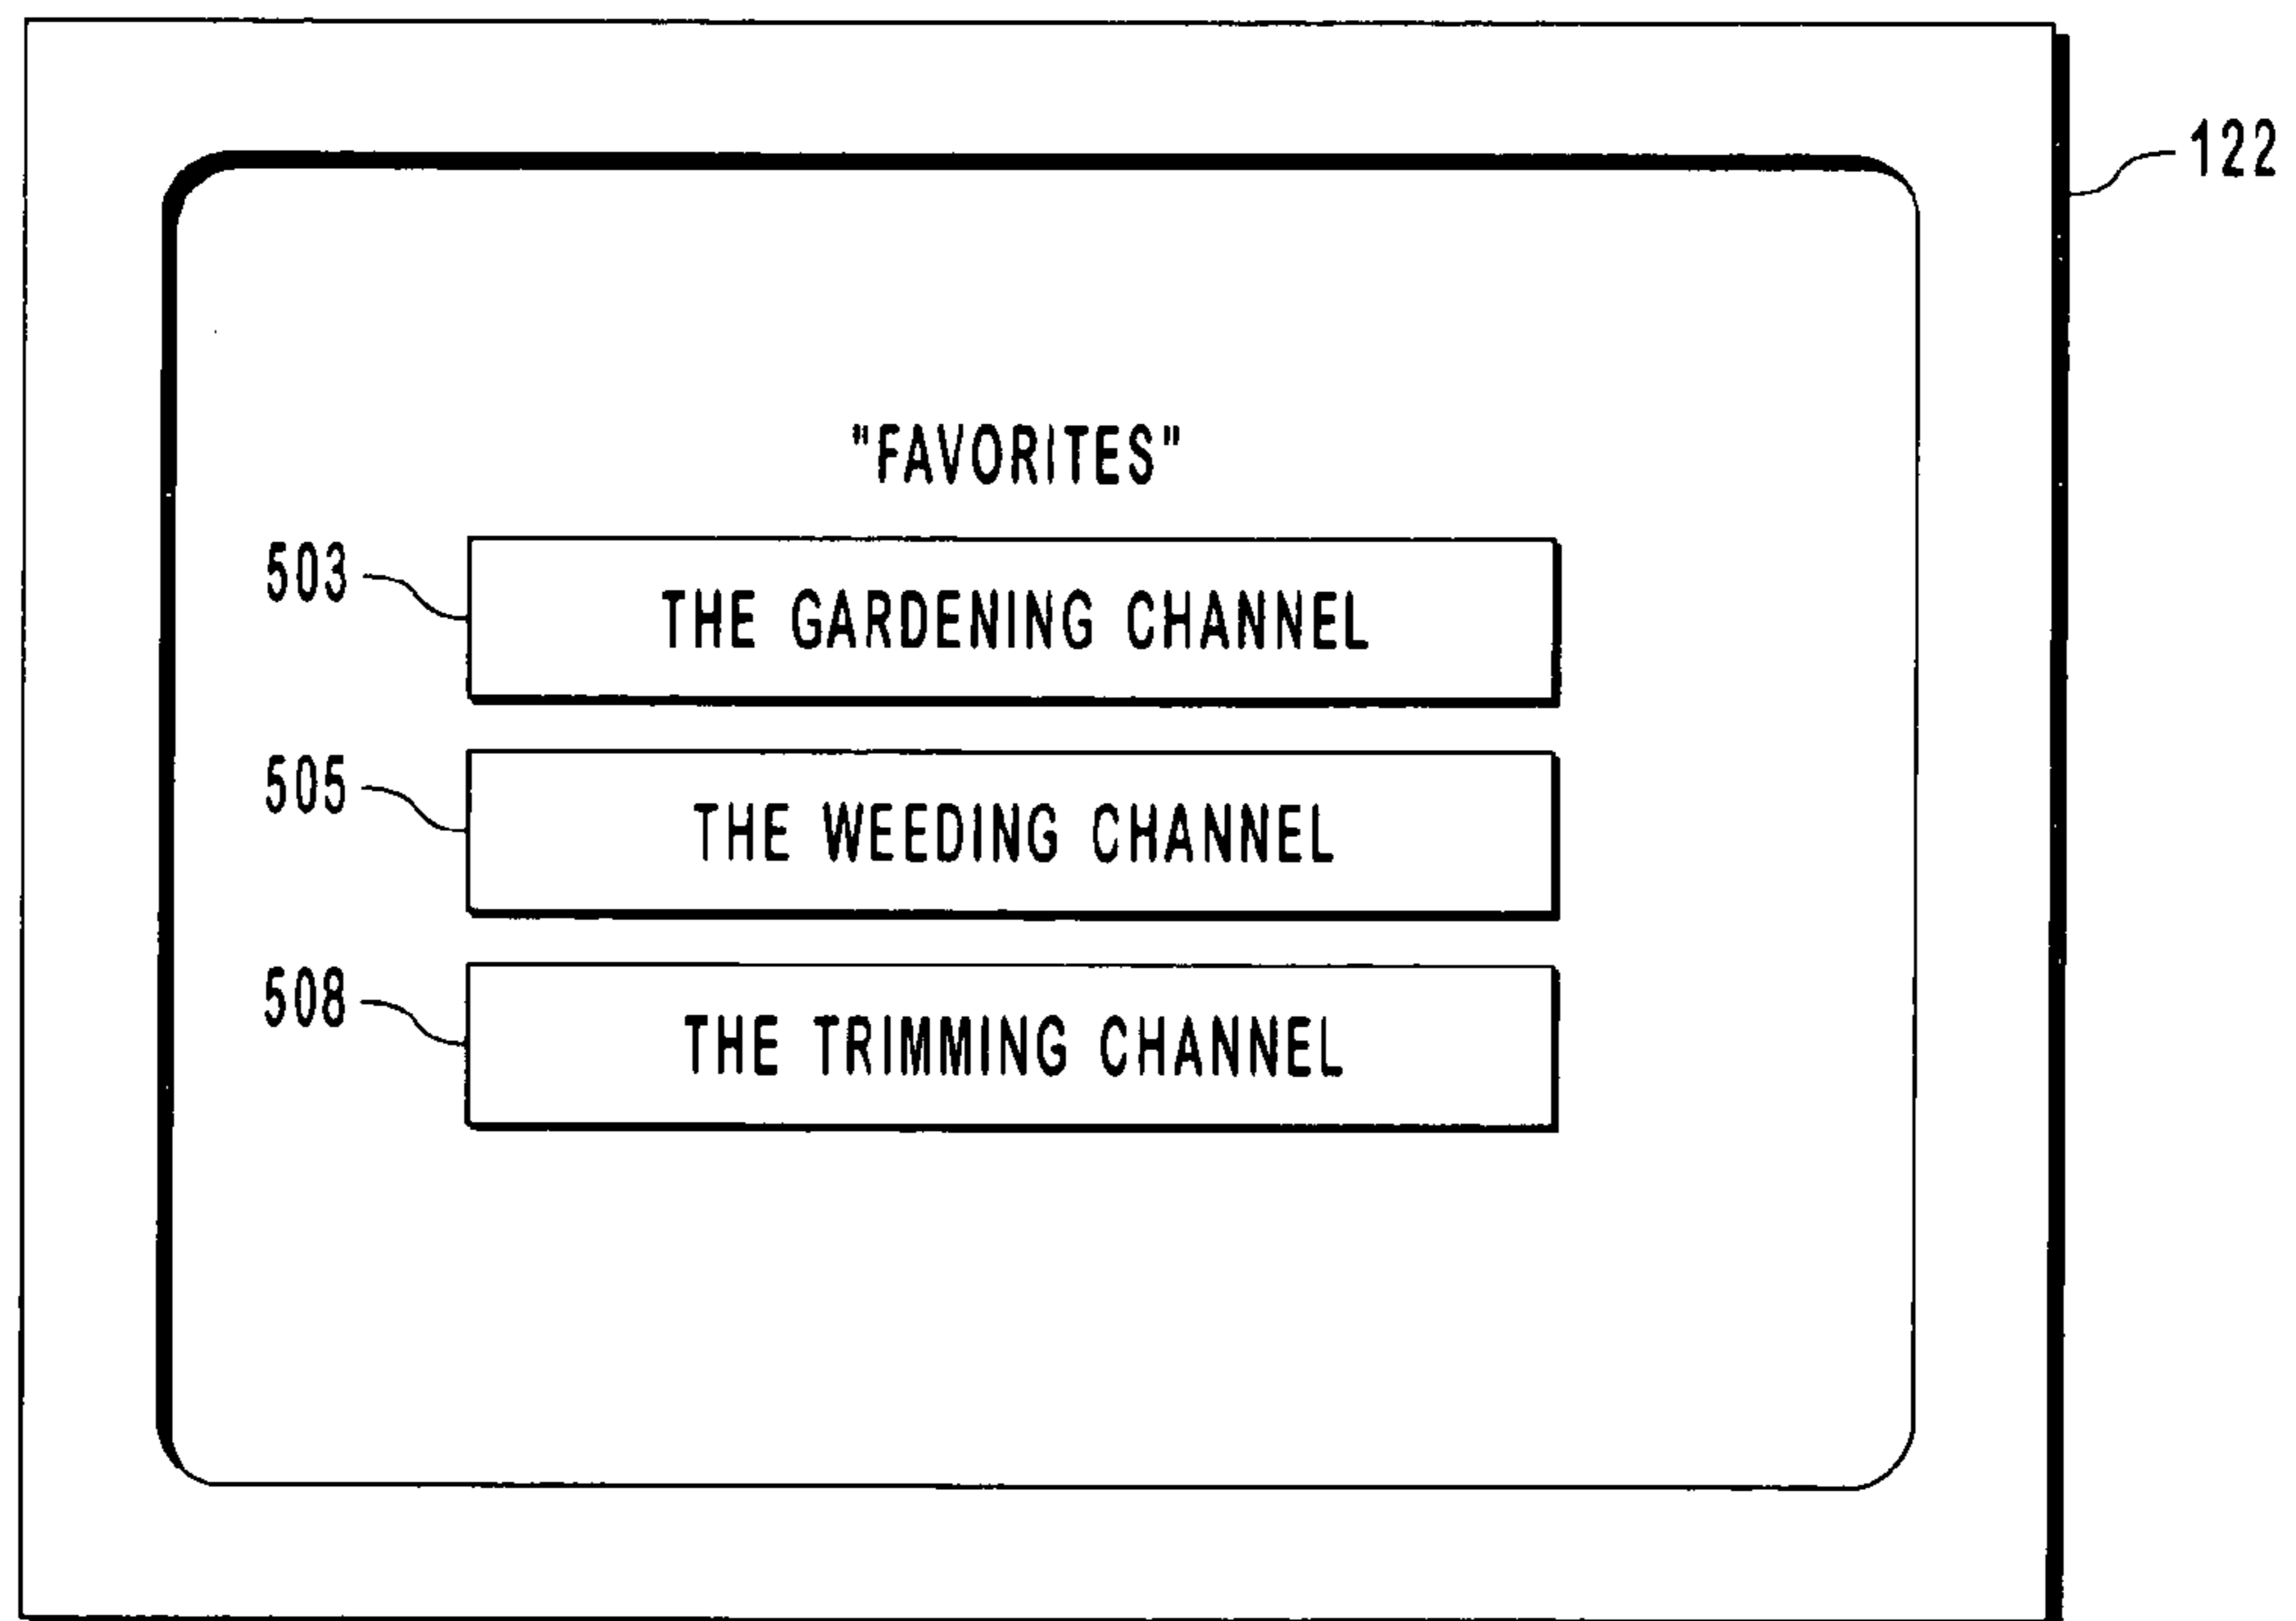 122
"FAVORITES"
503
THE GARDENING CHANNEL
505
THE WEEDING CHANNEL
508
THE TRIMMING CHANNEL